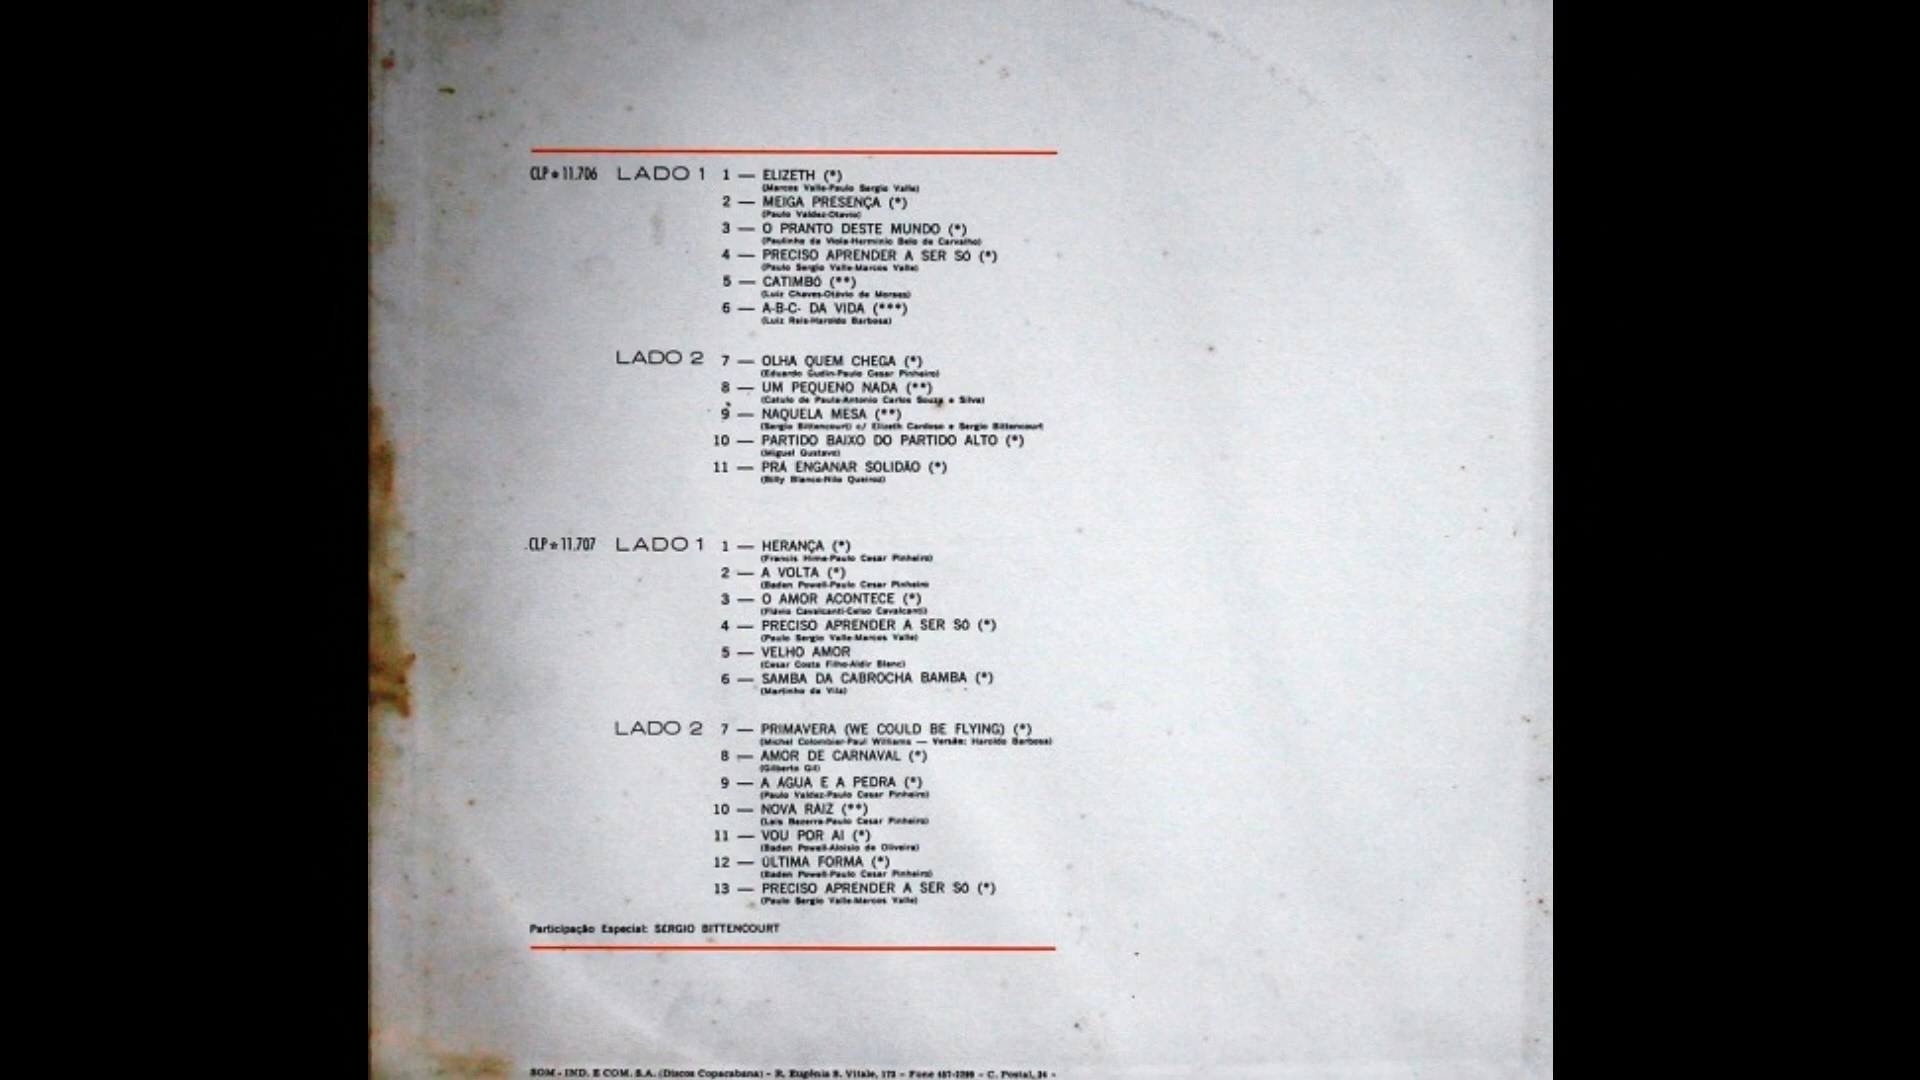 CLP * 11.706 LADO 1 1 — ELIZETH (*)
(Marcos Valle-Paulo Sergio Valle)
2 — MEIGA PRESENÇA (*)
(Paulo Valdez-Otavio)
3 — O PRANTO DESTE MUNDO (*)
(Paulinho da Viola-Herminio Belo de Carvalho)
4 — PRECISO APRENDER A SER SÓ (*)
(Paulo Sergio Valle-Marcos Valle)
5 — CATIMBÓ (**)
(Luiz Chaves-Otávio de Moraes)
6 — A-B-C- DA VIDA (***)
(Luiz Reis-Haroldo Barbosa)
LADO 2 7 — OLHA QUEM CHEGA (*)
(Eduardo Gudin-Paulo Cesar Pinheiro)
8 — UM PEQUENO NADA (**)
(Catulo de Paula-Antonio Carlos Souza e Silva)
9 — NAQUELA MESA (**)
(Sergio Bittencourt) c/ Elizeth Cardoso e Sergio Bittencourt
10 — PARTIDO BAIXO DO PARTIDO ALTO (*)
(Miguel Gustavo)
11 — PRÁ ENGANAR SOLIDÃO (*)
(Billy Blanco-Nilo Queiroz)
CLP * 11.707 LADO 1 1 — HERANÇA (*)
(Francis Hime-Paulo Cesar Pinheiro)
2 — A VOLTA (*)
(Baden Powell-Paulo Cesar Pinheiro
3 — O AMOR ACONTECE (*)
(Flávio Cavalcanti-Celso Cavalcanti)
4 — PRECISO APRENDER A SER SÓ (*)
(Paulo Sergio Valle-Marcos Valle)
5 — VELHO AMOR
(Cesar Costa Filho-Aldir Blanc)
6 — SAMBA DA CABROCHA BAMBA (*)
(Martinho da Vila)
LADO 2 7 — PRIMAVERA (WE COULD BE FLYING) (*)
(Michel Colombier-Paul Williams — Versão: Haroldo Barbosa)
8 — AMOR DE CARNAVAL (*)
(Gilberto Gil)
9 — A AGUA E A PEDRA (*)
(Paulo Valdez-Paulo Cesar Pinheiro)
10 — NOVA RAIZ (**)
(Lais Bezerra-Paulo Cesar Pinheiro)
11 — VOU POR AI (*)
(Baden Powell-Aloisio de Oliveira)
12 — ÚLTIMA FORMA (*)
(Baden Powell-Paulo Cesar Pinheiro)
13 — PRECISO APRENDER A SER SÓ (*)
(Paulo Sergio Valle-Marcos Valle)
Participação Especial: SERGIO BITTENCOURT
SOM - IND. E COM. S.A. (Discos Copacabana) - R. Eugênia S. Vitale, 173 - Fone - C. Postal, -